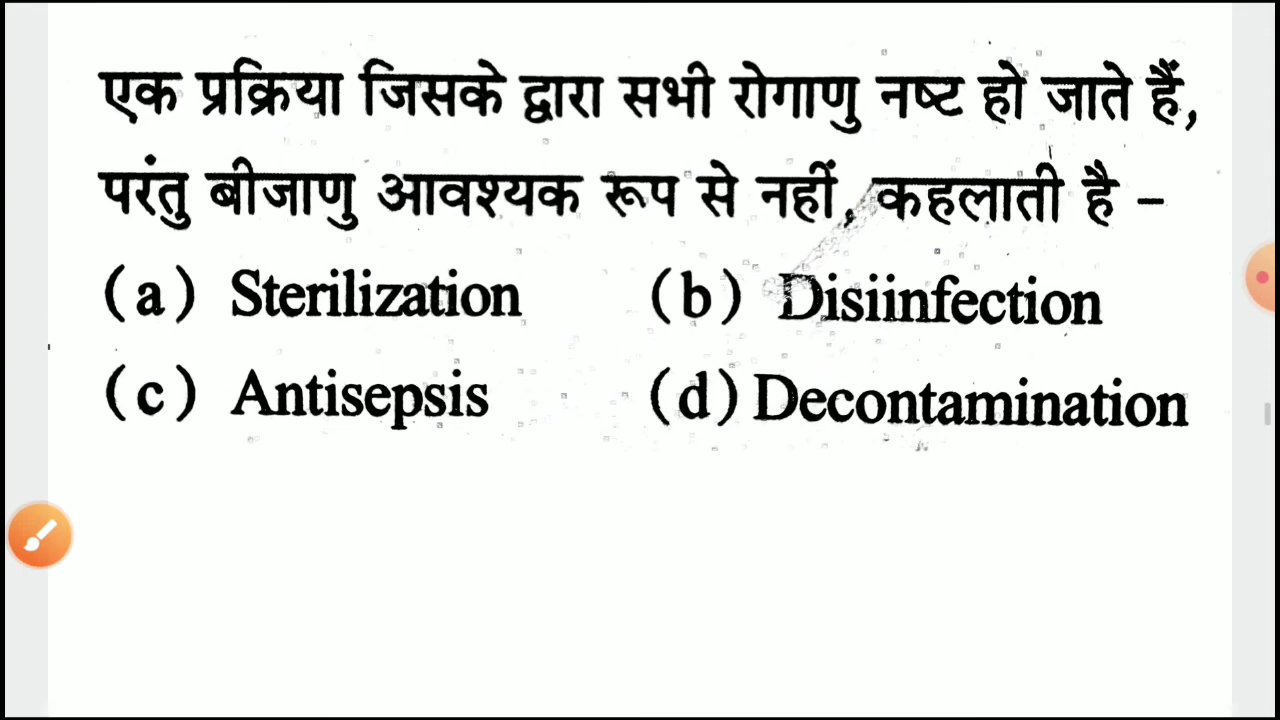 एक प्रक्रिया जिसके द्वारा सभी रोगाणु नष्ट हो जाते हैं,
परंतु बीजाणु आवश्यक रूप से नहीं, कहलाती है –
(a) Sterilization (b) Disiinfection
(c) Antisepsis (d) Decontamination